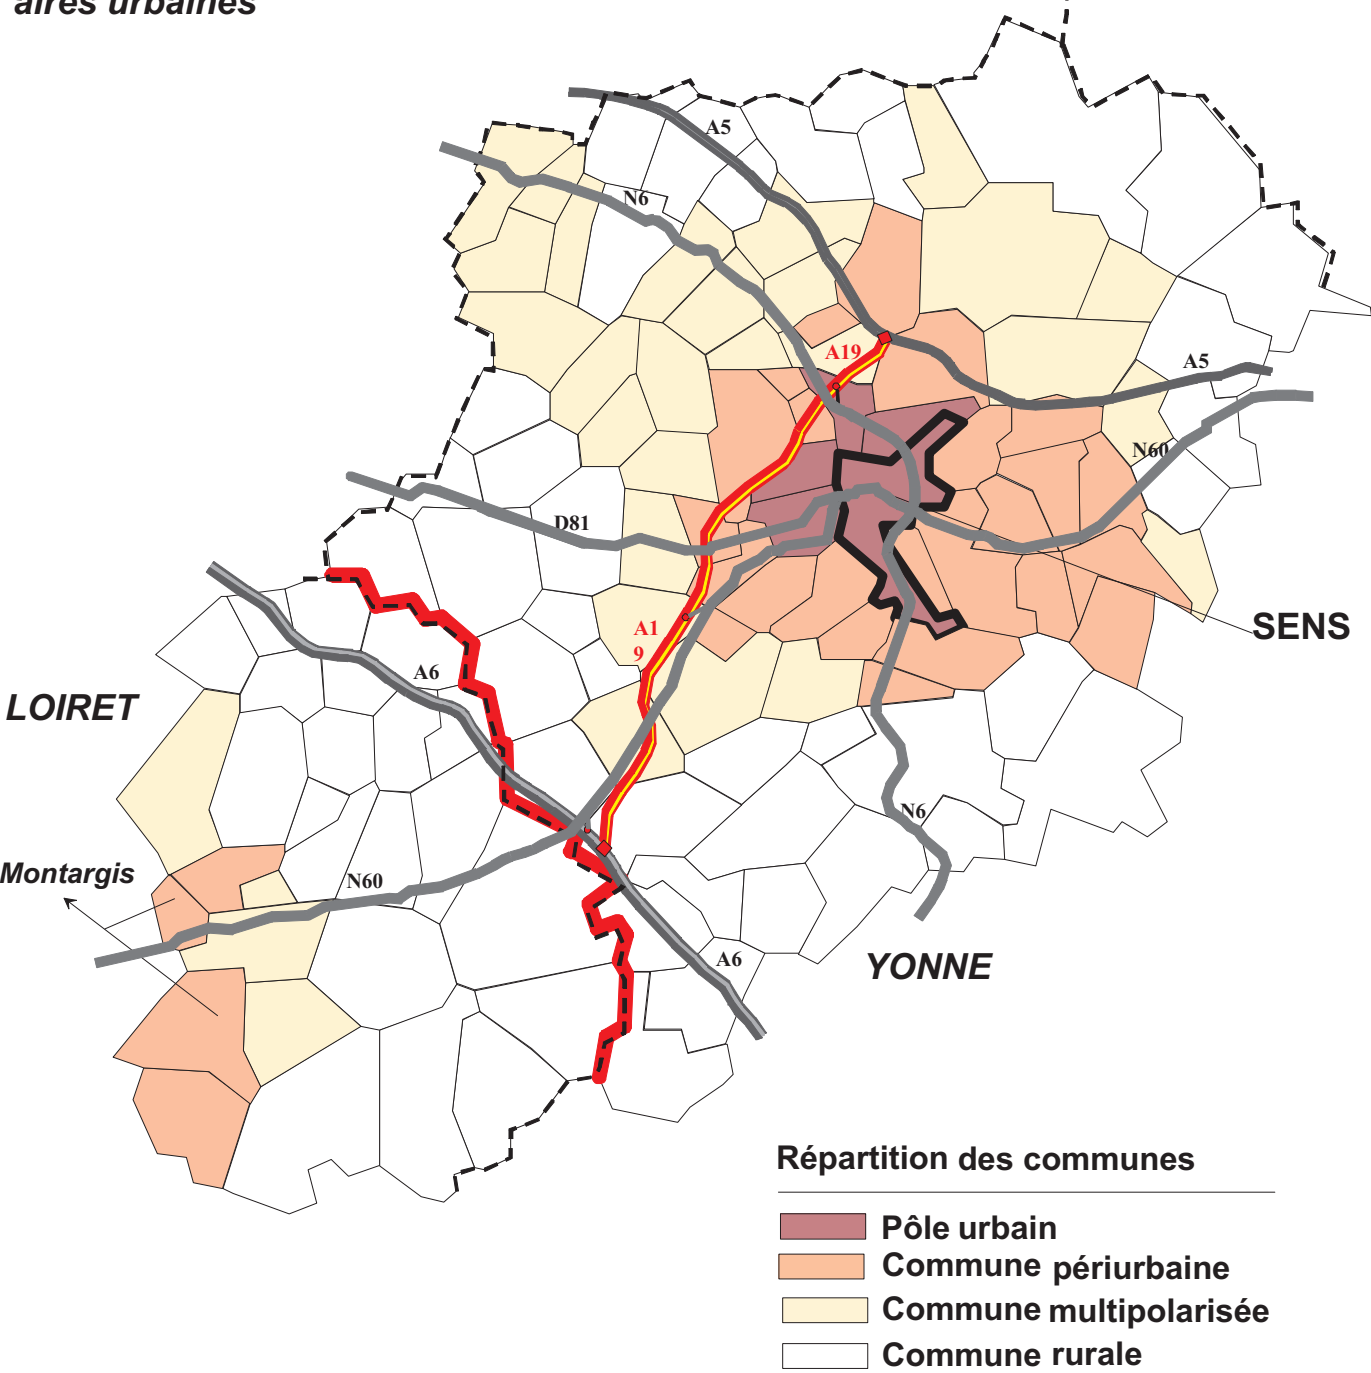 aires urbaines
A5
N6
A19
A5
N60
D81
SENS
A1
9
A6
LOIRET
N6
Montargis
N60
A6
YONNE
Répartition des communes
Pôle urbain
Commune périurbaine
Commune multipolarisée
Commune rurale